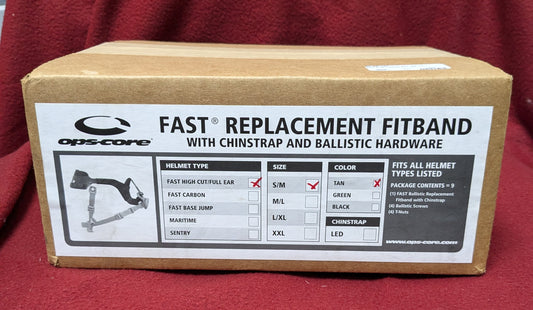 ops-core
FAST® REPLACEMENT FITBAND
WITH CHINSTRAP AND BALLISTIC HARDWARE
HELMET TYPE
FAST HIGH CUT/FULL EAR
FAST CARBON
FAST BASE JUMP
MARITIME
SENTRY
SIZE
S/M
M/L
L/XL
XXL
COLOR
TAN
GREEN
BLACK
CHINSTRAP
LED
FITS ALL HELMET
TYPES LISTED
PACKAGE CONTENTS = 9
(1) FAST Ballistic Replacement
Fitband with Chinstrap
(4) Ballistic Screws
(4) T-Nuts
www.ops-core.com